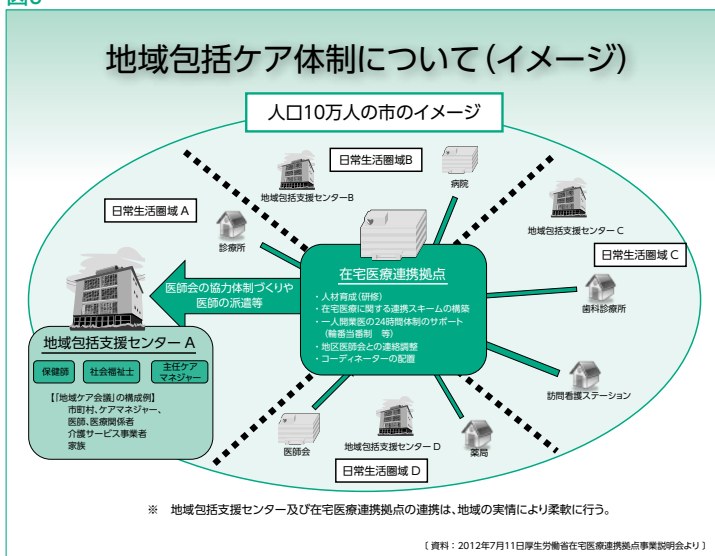 地域包括ケア体制について（イメージ）
人口10万人の市のイメージ
日常生活圏域B
病院
地域包括支援センターB
日常生活圏域 A
診療所
地域包括支援センター C
日常生活圏域 C
在宅医療連携拠点
・人材育成（研修）
・在宅医療に関する連携スキームの構築
・一人開業医の24時間体制のサポート
（輪番当番制　等）
・地区医師会との連絡調整
・コーディネーターの配置
医師会の協力体制づくりや
医師の派遣等
歯科診療所
地域包括支援センター A
保健師
社会福祉士
主任ケア
マネジャー
【「地域ケア会議」の構成例】
市町村、ケアマネジャー、
医師、医療関係者
介護サービス事業者
家族
訪問看護ステーション
医師会
地域包括支援センター D
薬局
日常生活圏域 D
※　地域包括支援センター及び在宅医療連携拠点の連携は、地域の実情により柔軟に行う。
〔 資料：2012年7月11日厚生労働省在宅医療連携拠点事業説明会より 〕